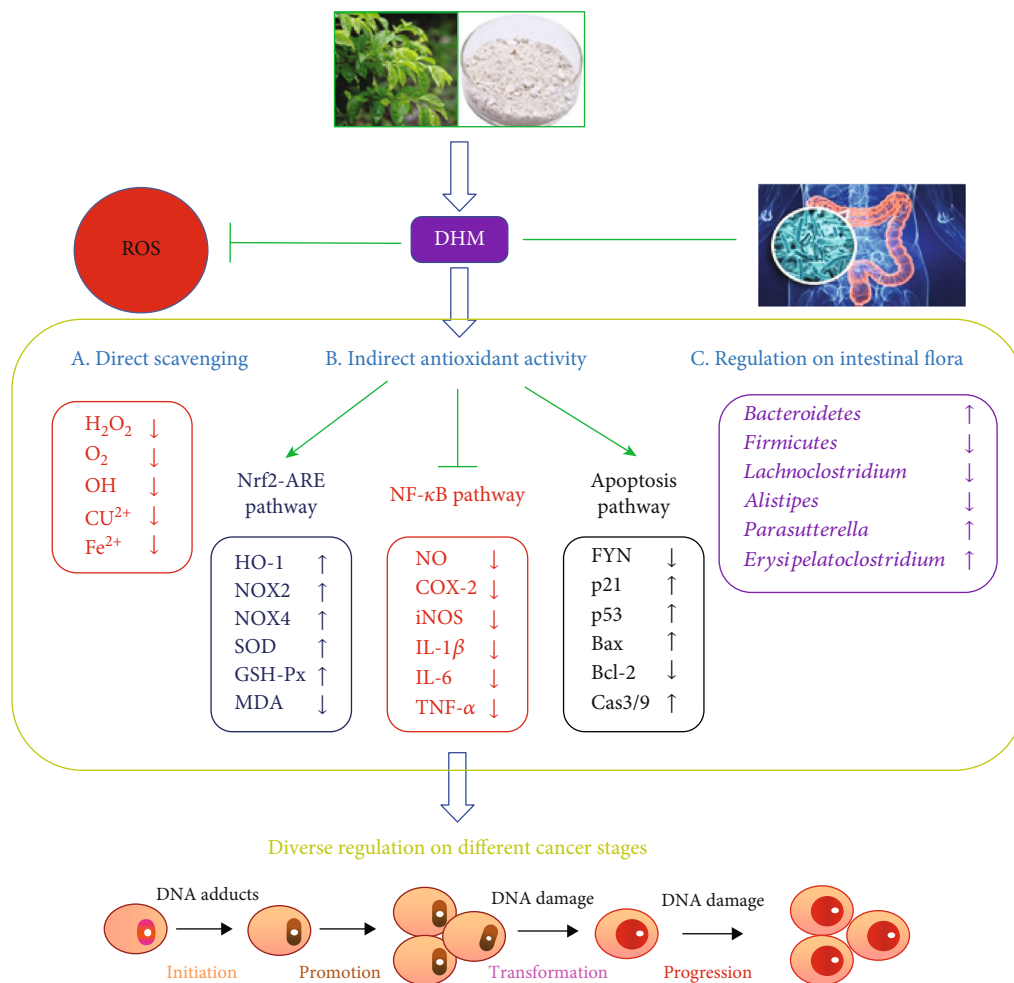 ROS
DHM
A. Direct scavenging
B. Indirect antioxidant activity
C. Regulation on intestinal flora
H₂O₂ ↓
O₂ ↓
OH ↓
CU²⁺ ↓
Fe²⁺ ↓
Nrf2-ARE
pathway
HO-1 ↑
NOX2 ↑
NOX4 ↑
SOD ↑
GSH-Px ↑
MDA ↓
NF-κB pathway
NO ↓
COX-2 ↓
iNOS ↓
IL-1β ↓
IL-6 ↓
TNF-α ↓
Apoptosis
pathway
FYN ↓
p21 ↑
p53 ↑
Bax ↑
Bcl-2 ↓
Cas3/9 ↑
Bacteroidetes ↑
Firmicutes ↓
Lachnoclostridium ↓
Alistipes ↓
Parasutterella ↑
Erysipelatoclostridium ↑
Diverse regulation on different cancer stages
DNA adducts
DNA damage
DNA damage
Initiation
Promotion
Transformation
Progression